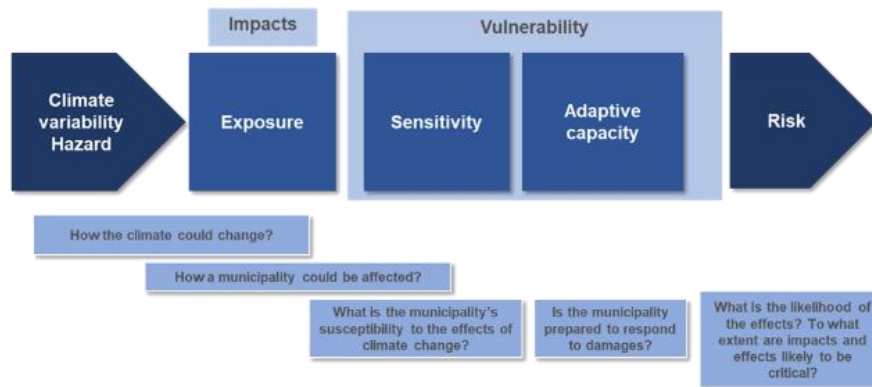 Impacts
Vulnerability
Climate
variability
Hazard
Exposure
Sensitivity
Adaptive
capacity
Risk
How the climate could change?
How a municipality could be affected?
What is the municipality's
susceptibility to the effects of
climate change?
Is the municipality
prepared to respond
to damages?
What is the likelihood of
the effects? To what
extent are impacts and
effects likely to be
critical?